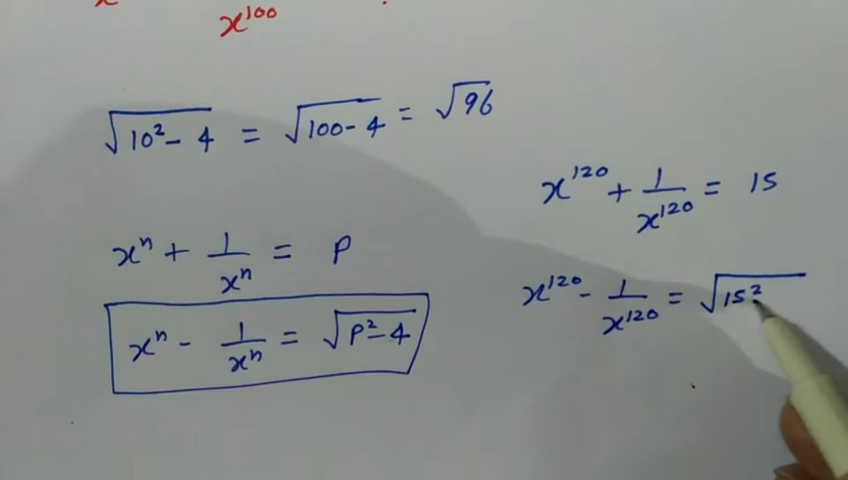 x^100
√(10² - 4) = √(100 - 4) = √96
x^120 + 1/x^120 = 15
x^n + 1/x^n = P
x^120 - 1/x^120 = √(15²
x^n - 1/x^n = √(P² - 4)